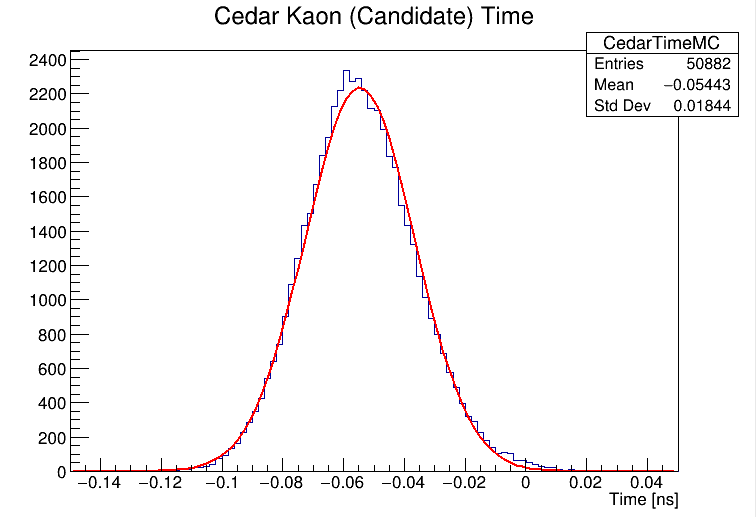 Cedar Kaon (Candidate) Time
CedarTimeMC
Entries 50882
Mean −0.05443
Std Dev 0.01844
2400
2200
2000
1800
1600
1400
1200
1000
800
600
400
200
0
−0.14 −0.12 −0.1 −0.08 −0.06 −0.04 −0.02 0 0.02 0.04
Time [ns]